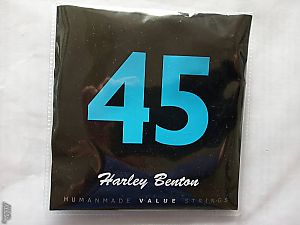 45
Harley Benton
HUMANMADE VALUE STRINGS